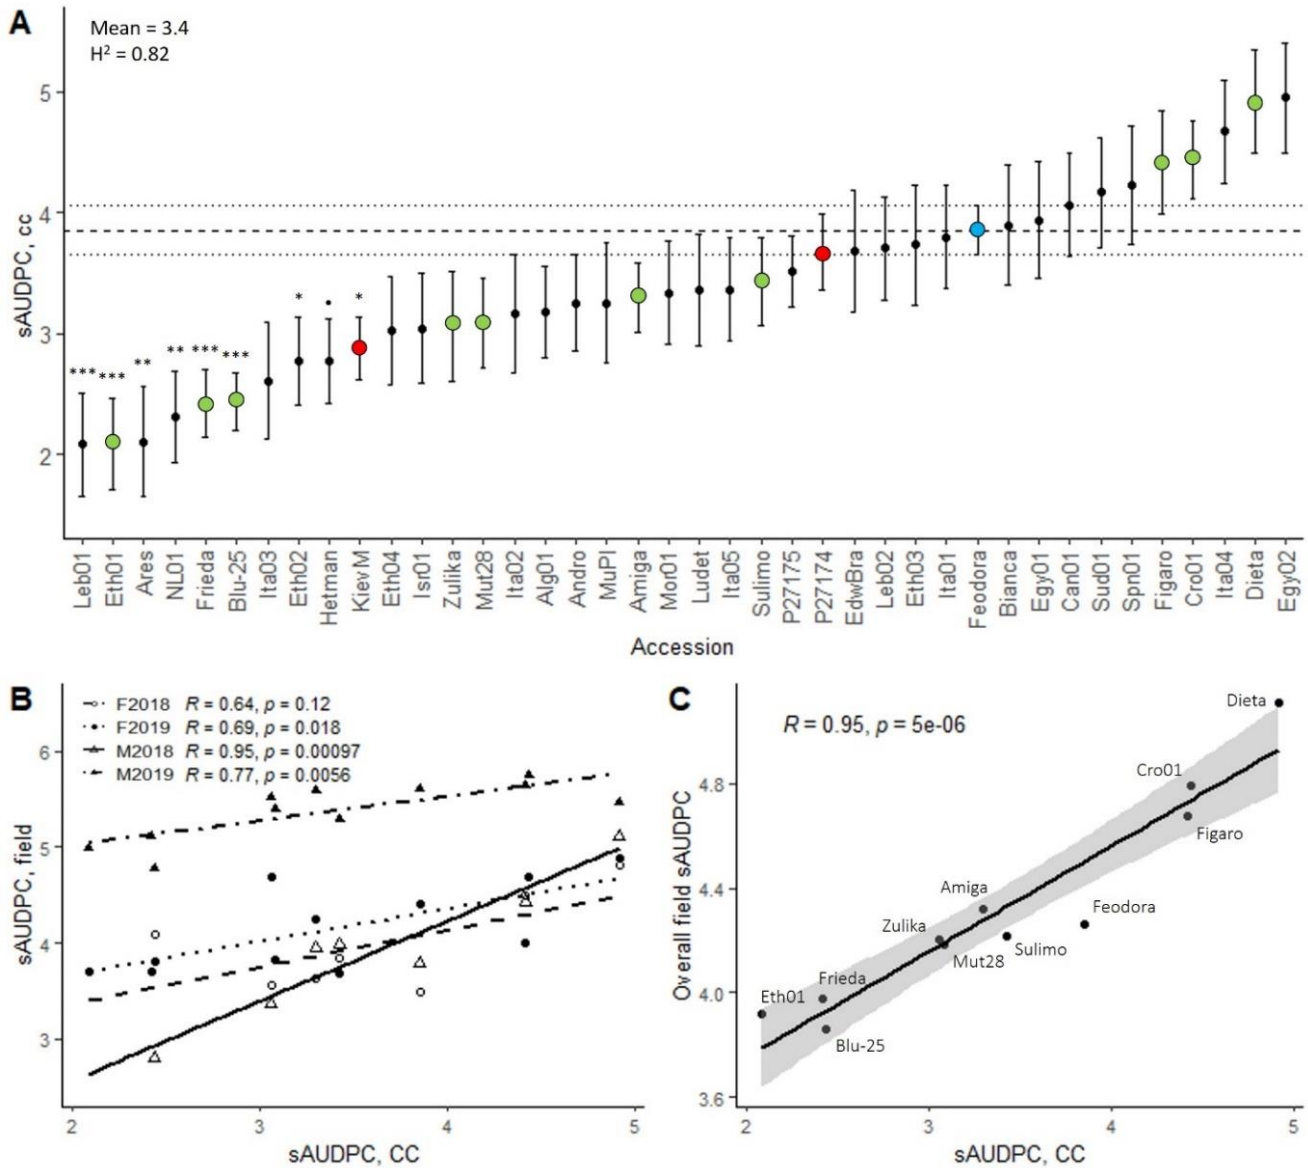 A
Mean = 3.4
H² = 0.82
sAUDPC, cc
5
4
3
2
*** *** ** ** *** *** * • *
Leb01 Eth01 Ares NL01 Frieda Blu-25 Ita03 Eth02 Hetman Kiev M Eth04 Isr01 Zulika Mut28 Ita02 Alg01 Andro MuPI Amiga Mor01 Ludet Ita05 Sulimo P27175 P27174 EdwBra Leb02 Eth03 Ita01 Feodora Bianca Egy01 Can01 Sud01 Spn01 Figaro Cro01 Ita04 Dieta Egy02
Accession
B
F2018 R = 0.64, p = 0.12
F2019 R = 0.69, p = 0.018
M2018 R = 0.95, p = 0.00097
M2019 R = 0.77, p = 0.0056
sAUDPC, field
6
5
4
3
2 3 4 5
sAUDPC, CC
C
R = 0.95, p = 5e-06
Overall field sAUDPC
4.8
4.4
4.0
3.6
Dieta
Cro01
Figaro
Amiga
Feodora
Zulika
Sulimo
Mut28
Frieda
Eth01
Blu-25
2 3 4 5
sAUDPC, CC